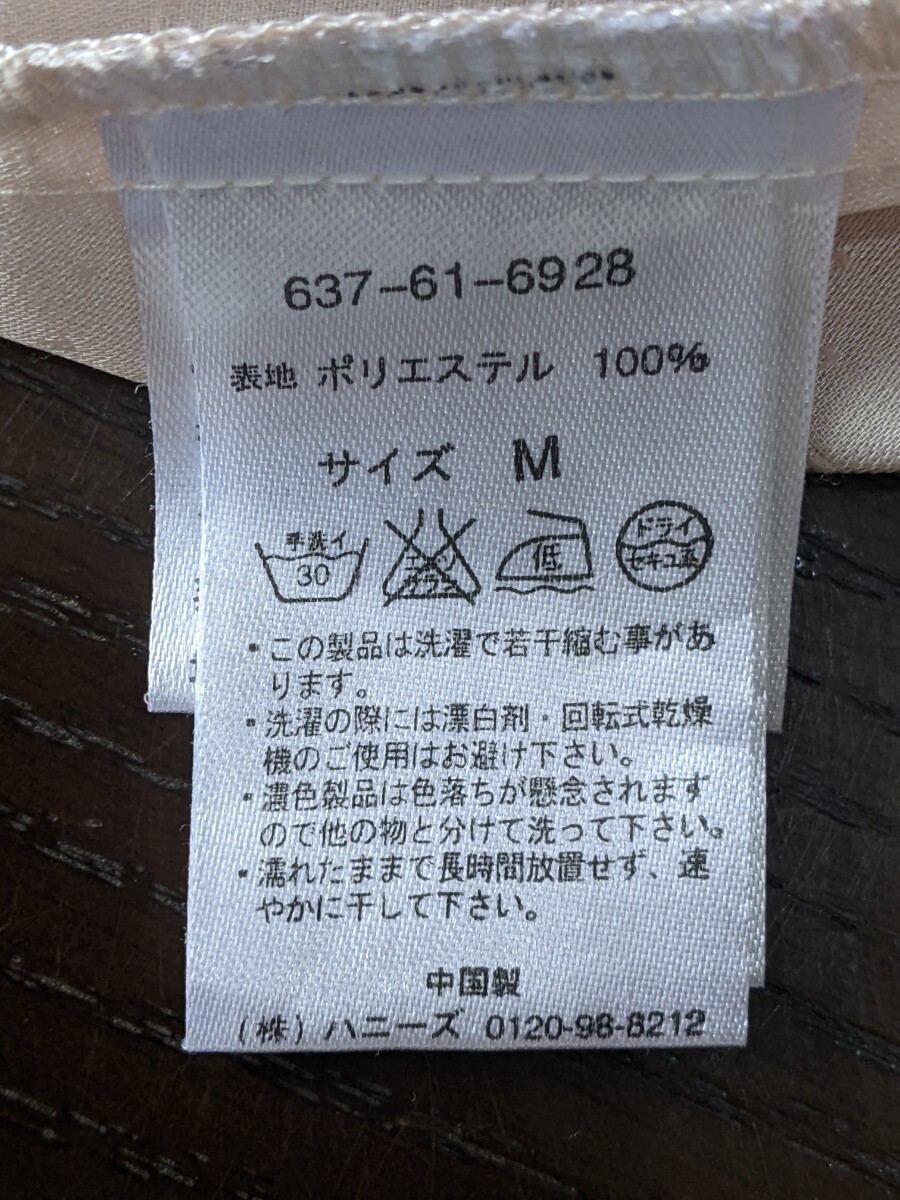 637-61-6928
表地 ポリエステル 100%
サイズ M
手洗イ 30 エンソ サラシ 低 ドライ セキユ系
・この製品は洗濯で若干縮む事があ
ります。
・洗濯の際には漂白剤・回転式乾燥
機のご使用はお避け下さい。
・濃色製品は色落ちが懸念されます
ので他の物と分けて洗って下さい。
・濡れたままで長時間放置せず、速
やかに干して下さい。
中国製
(株)ハニーズ 0120-98-8212